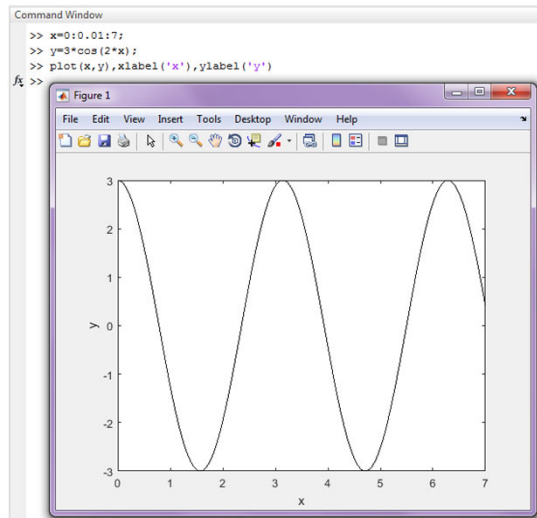 Command Window
>> x=0:0.01:7;
>> y=3*cos(2*x);
>> plot(x,y),xlabel('x'),ylabel('y')
fx >>
Figure 1
File Edit View Insert Tools Desktop Window Help
3
2
1
0
-1
-2
-3
y
0 1 2 3 4 5 6 7
x